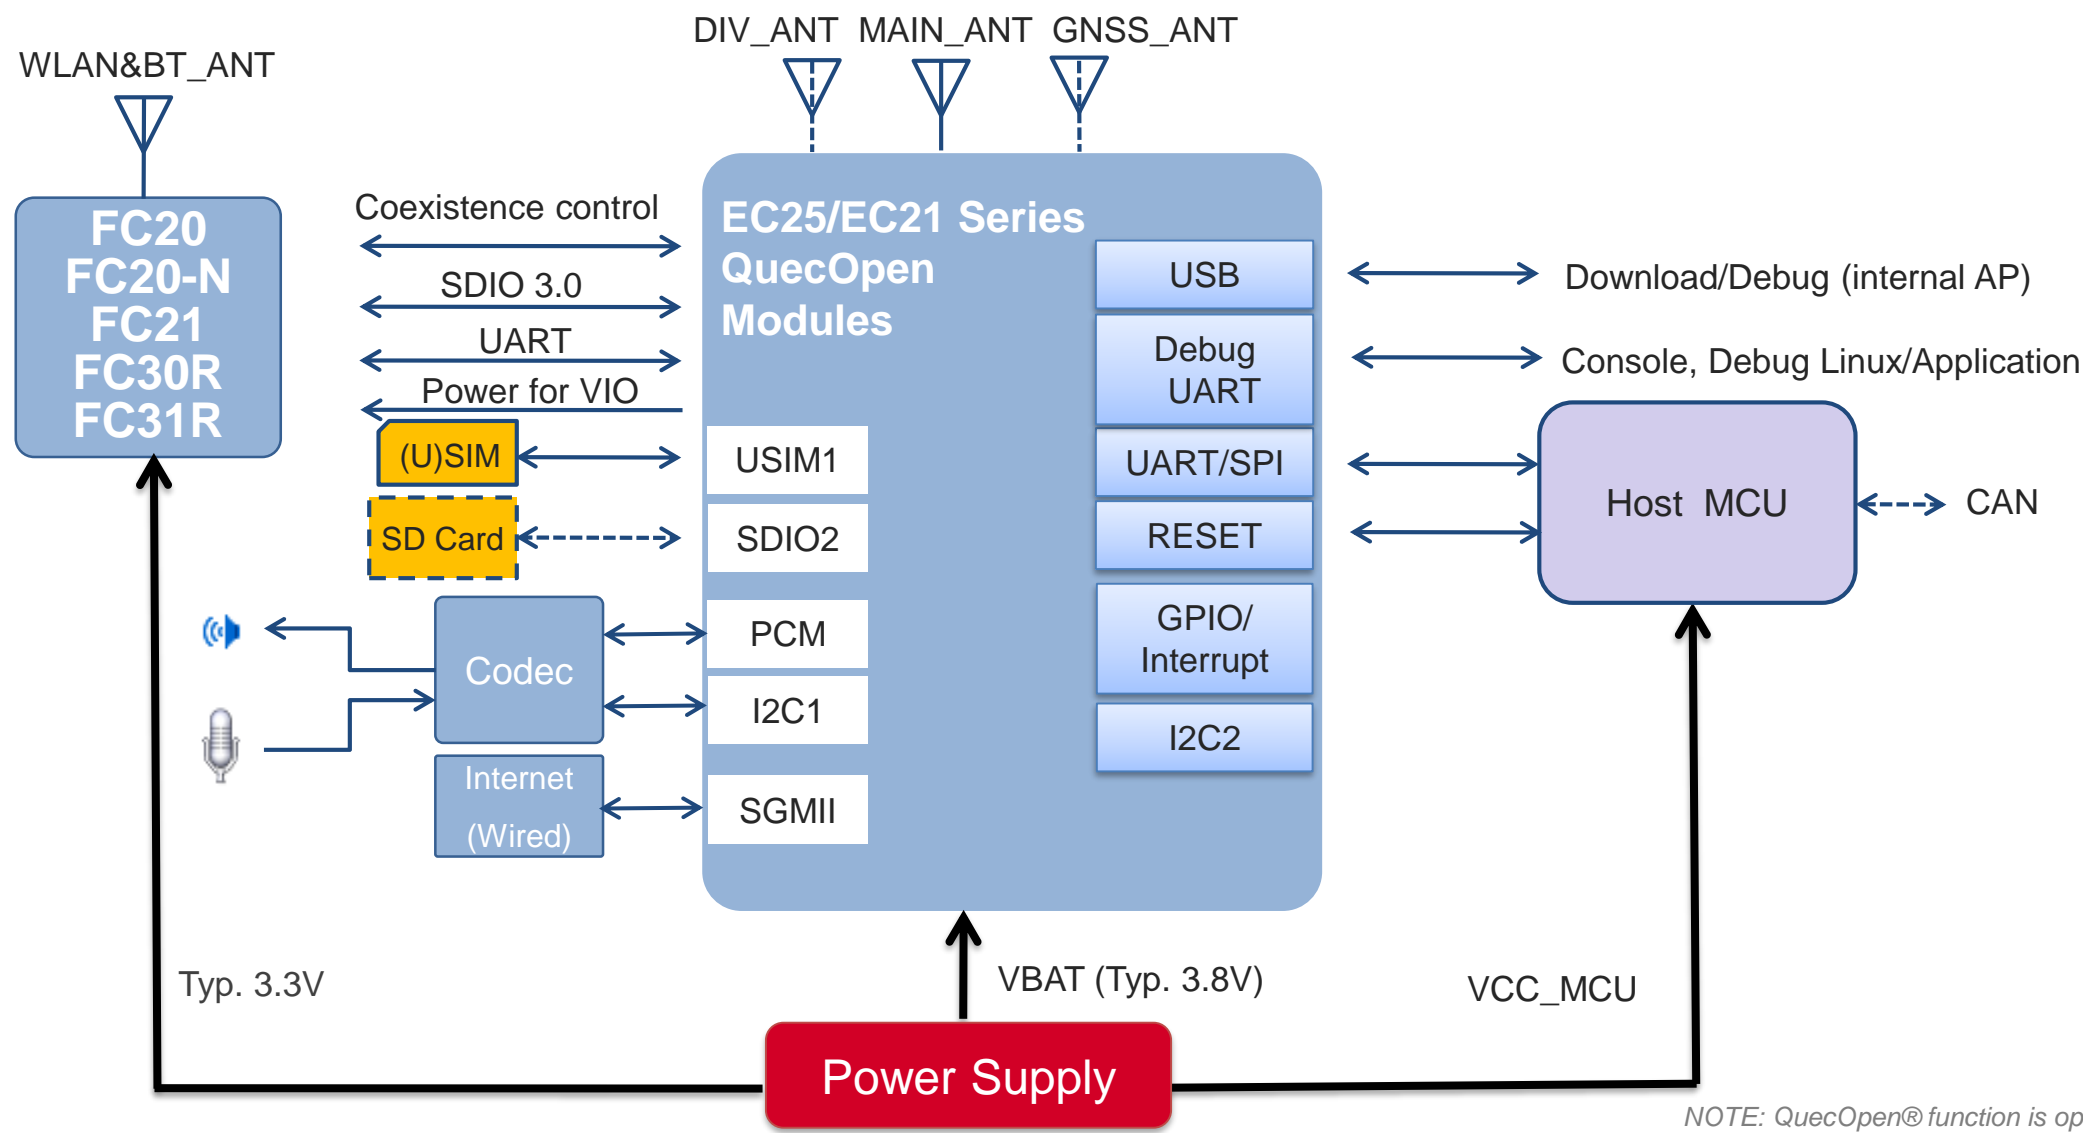 DIV_ANT MAIN_ANT GNSS_ANT
WLAN&BT_ANT
FC20
FC20-N
FC21
FC30R
FC31R
Coexistence control
SDIO 3.0
UART
Power for VIO
(U)SIM
SD Card
Codec
Internet
(Wired)
EC25/EC21 Series
QuecOpen
Modules
USIM1
SDIO2
PCM
I2C1
SGMII
USB
Debug
UART
UART/SPI
RESET
GPIO/
Interrupt
I2C2
Download/Debug (internal AP)
Console, Debug Linux/Application
Host MCU
CAN
Typ. 3.3V
VBAT (Typ. 3.8V)
VCC_MCU
Power Supply
NOTE: QuecOpen® function is op